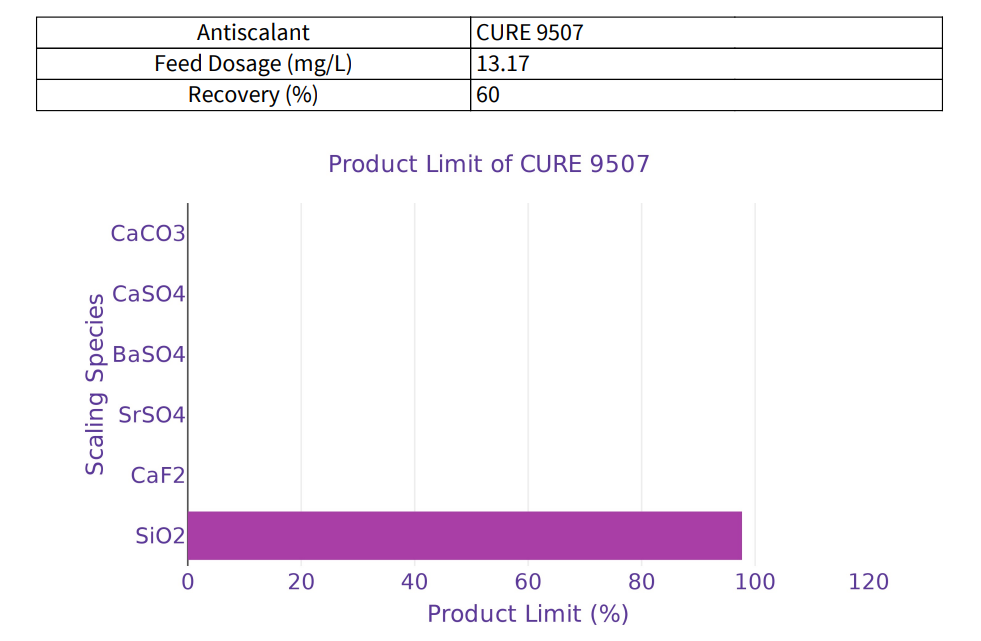 Antiscalant CURE 9507
Feed Dosage (mg/L) 13.17
Recovery (%) 60
Product Limit of CURE 9507
Scaling Species
CaCO3
CaSO4
BaSO4
SrSO4
CaF2
SiO2
0 20 40 60 80 100 120
Product Limit (%)